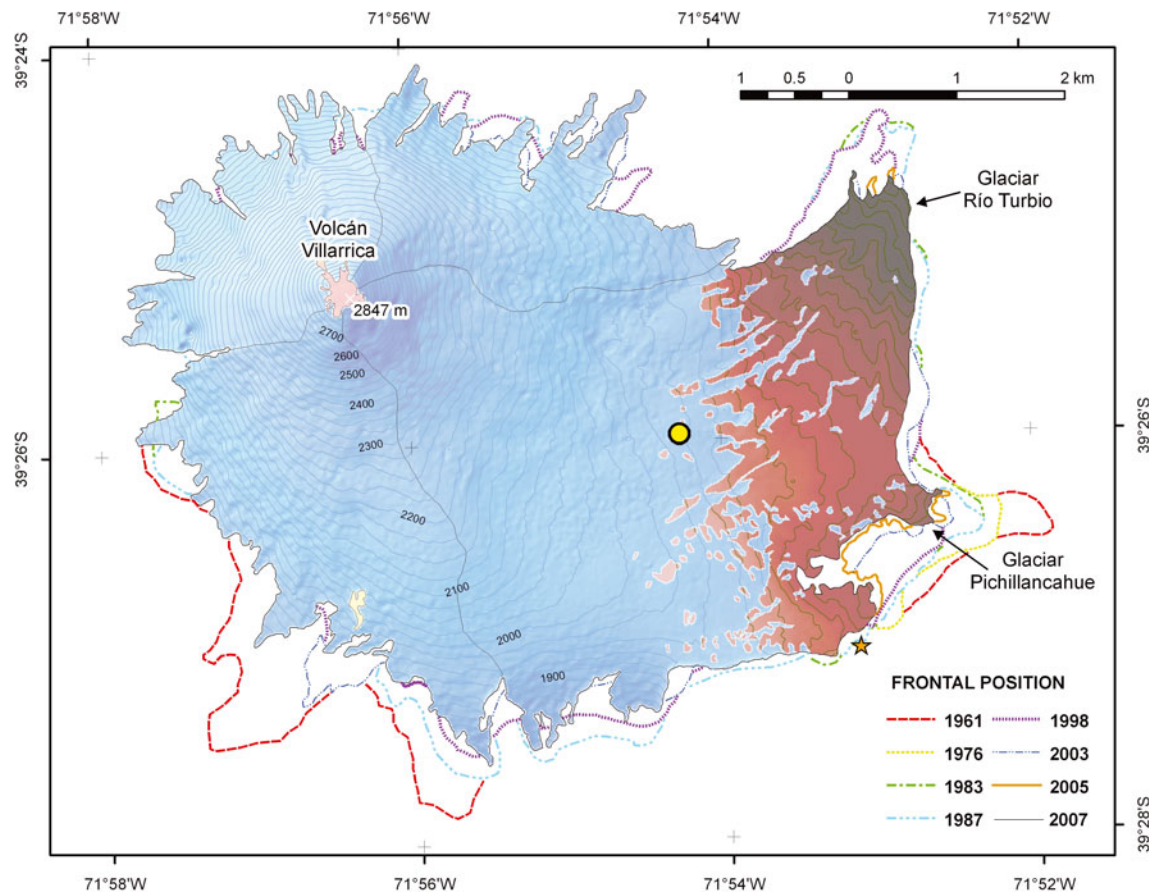 71°58'W 71°56'W 71°54'W 71°52'W
39°24'S
39°24'S
1 0.5 0 1 2 km
Glaciar
Río Turbio
Volcán
Villarrica
2847 m
2700
2600
2500
2400
2300
2200
2100
2000
1900
39°26'S
39°26'S
Glaciar
Pichillancahue
FRONTAL POSITION
1961 1998
1976 2003
1983 2005
1987 2007
39°28'S
71°58'W 71°56'W 71°54'W 71°52'W